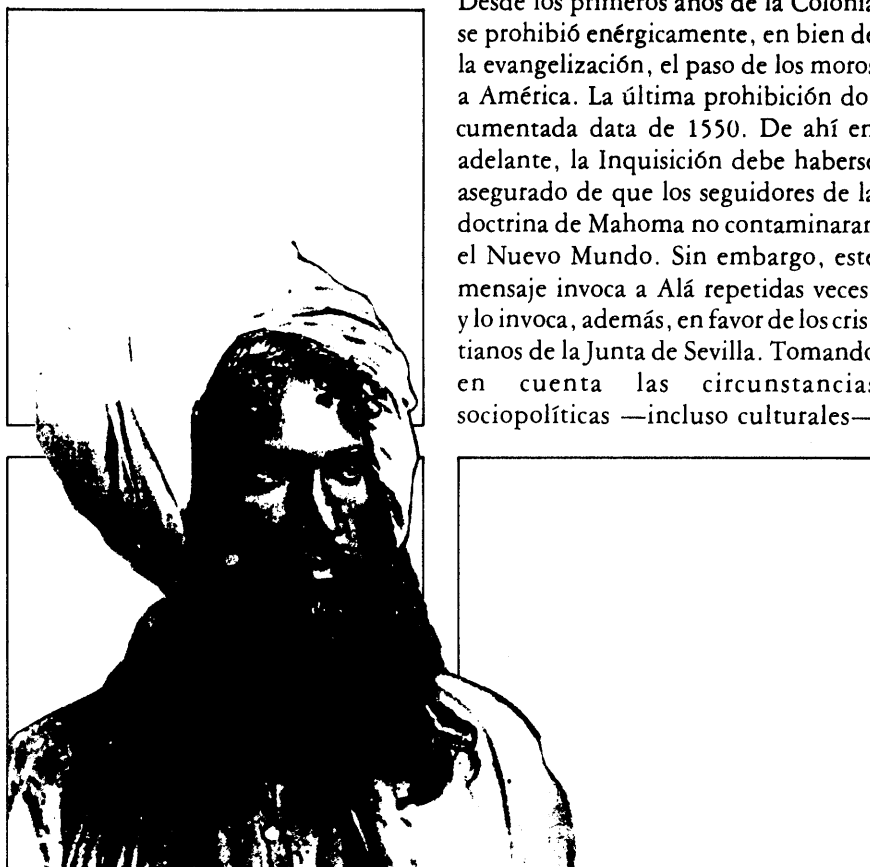 Desde los primeros años de la Colonia
se prohibió enérgicamente, en bien de
la evangelización, el paso de los moros
a América. La última prohibición do
cumentada data de 1550. De ahí en
adelante, la Inquisición debe haberse
asegurado de que los seguidores de la
doctrina de Mahoma no contaminaran
el Nuevo Mundo. Sin embargo, este
mensaje invoca a Alá repetidas veces
y lo invoca, además, en favor de los cris
tianos de la Junta de Sevilla. Tomando
en cuenta las circunstancias
sociopolíticas —incluso culturales—